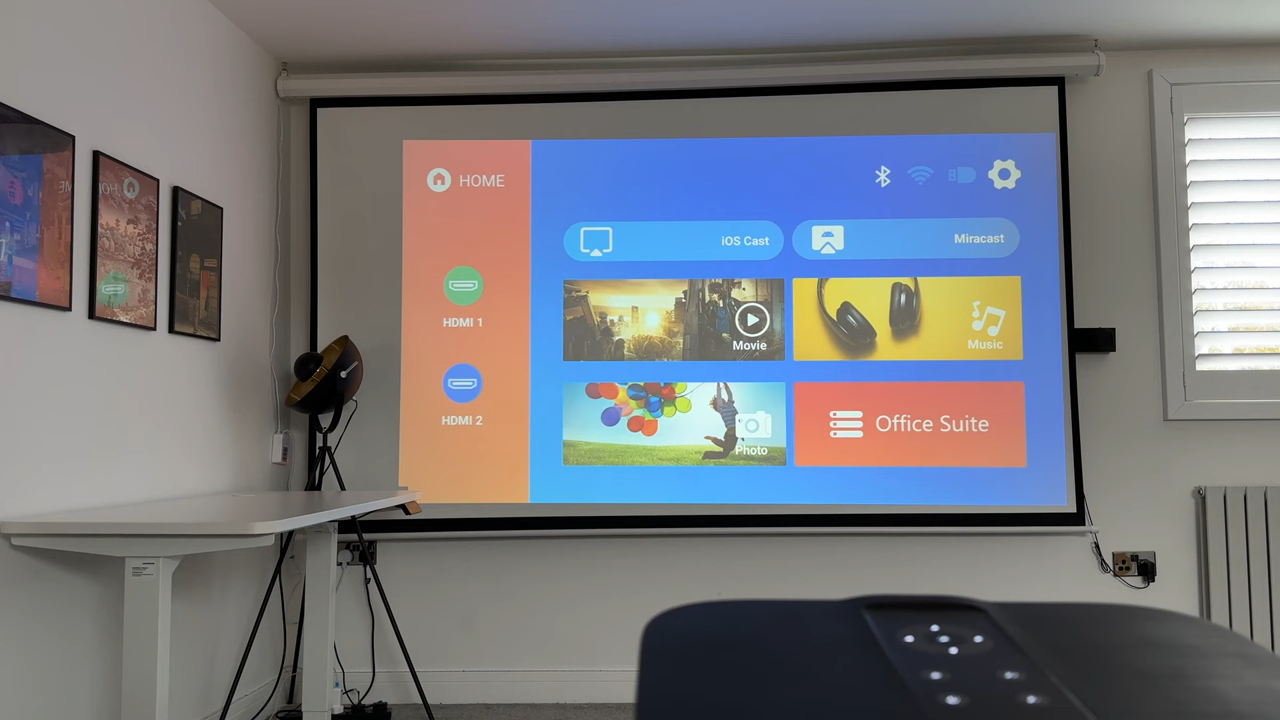 HOME
iOS Cast
Miracast
HDMI 1
Movie
Music
HDMI 2
Photo
Office Suite